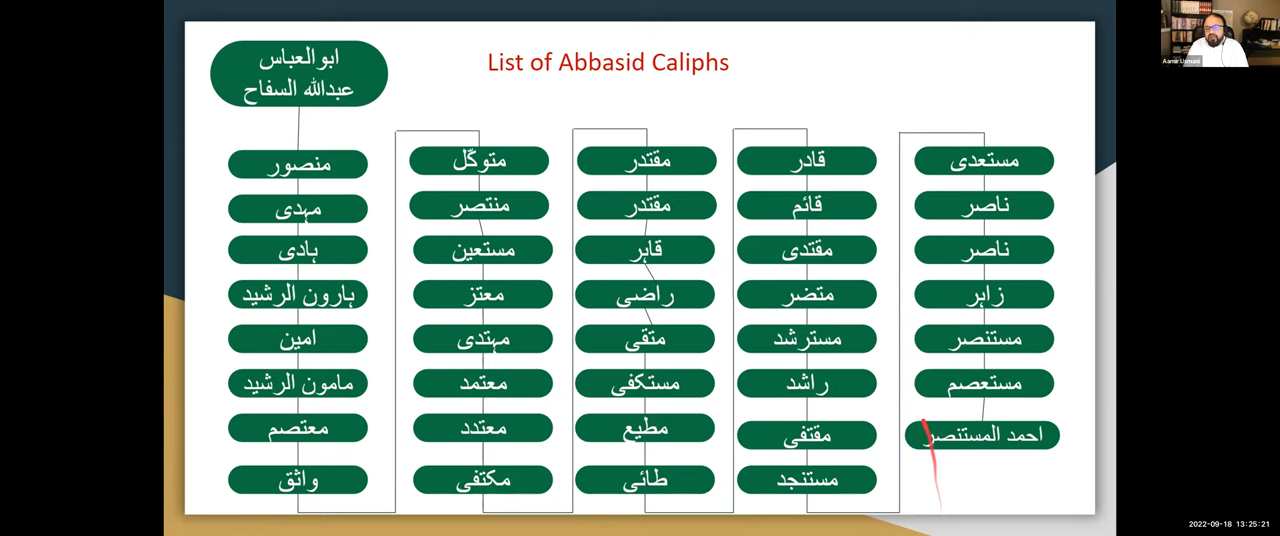 List of Abbasid Caliphs
ابوالعباس
عبدالله السفاح
منصور
مہدی
ہادی
ہارون الرشید
امین
مامون الرشید
معتصم
واثق
متوکّل
منتصر
مستعین
معتز
مہتدی
معتمد
معتدد
مکتفی
مقتدر
مقتدر
قاہر
راضی
متقی
مستکفی
مطیع
طائی
قادر
قائم
مقتدی
متضر
مسترشد
راشد
مقتفی
مستنجد
مستعدی
ناصر
ناصر
زاہر
مستنصر
مستعصم
احمد المستنصر
Aamir Usmani
2022-09-18 13:25:21